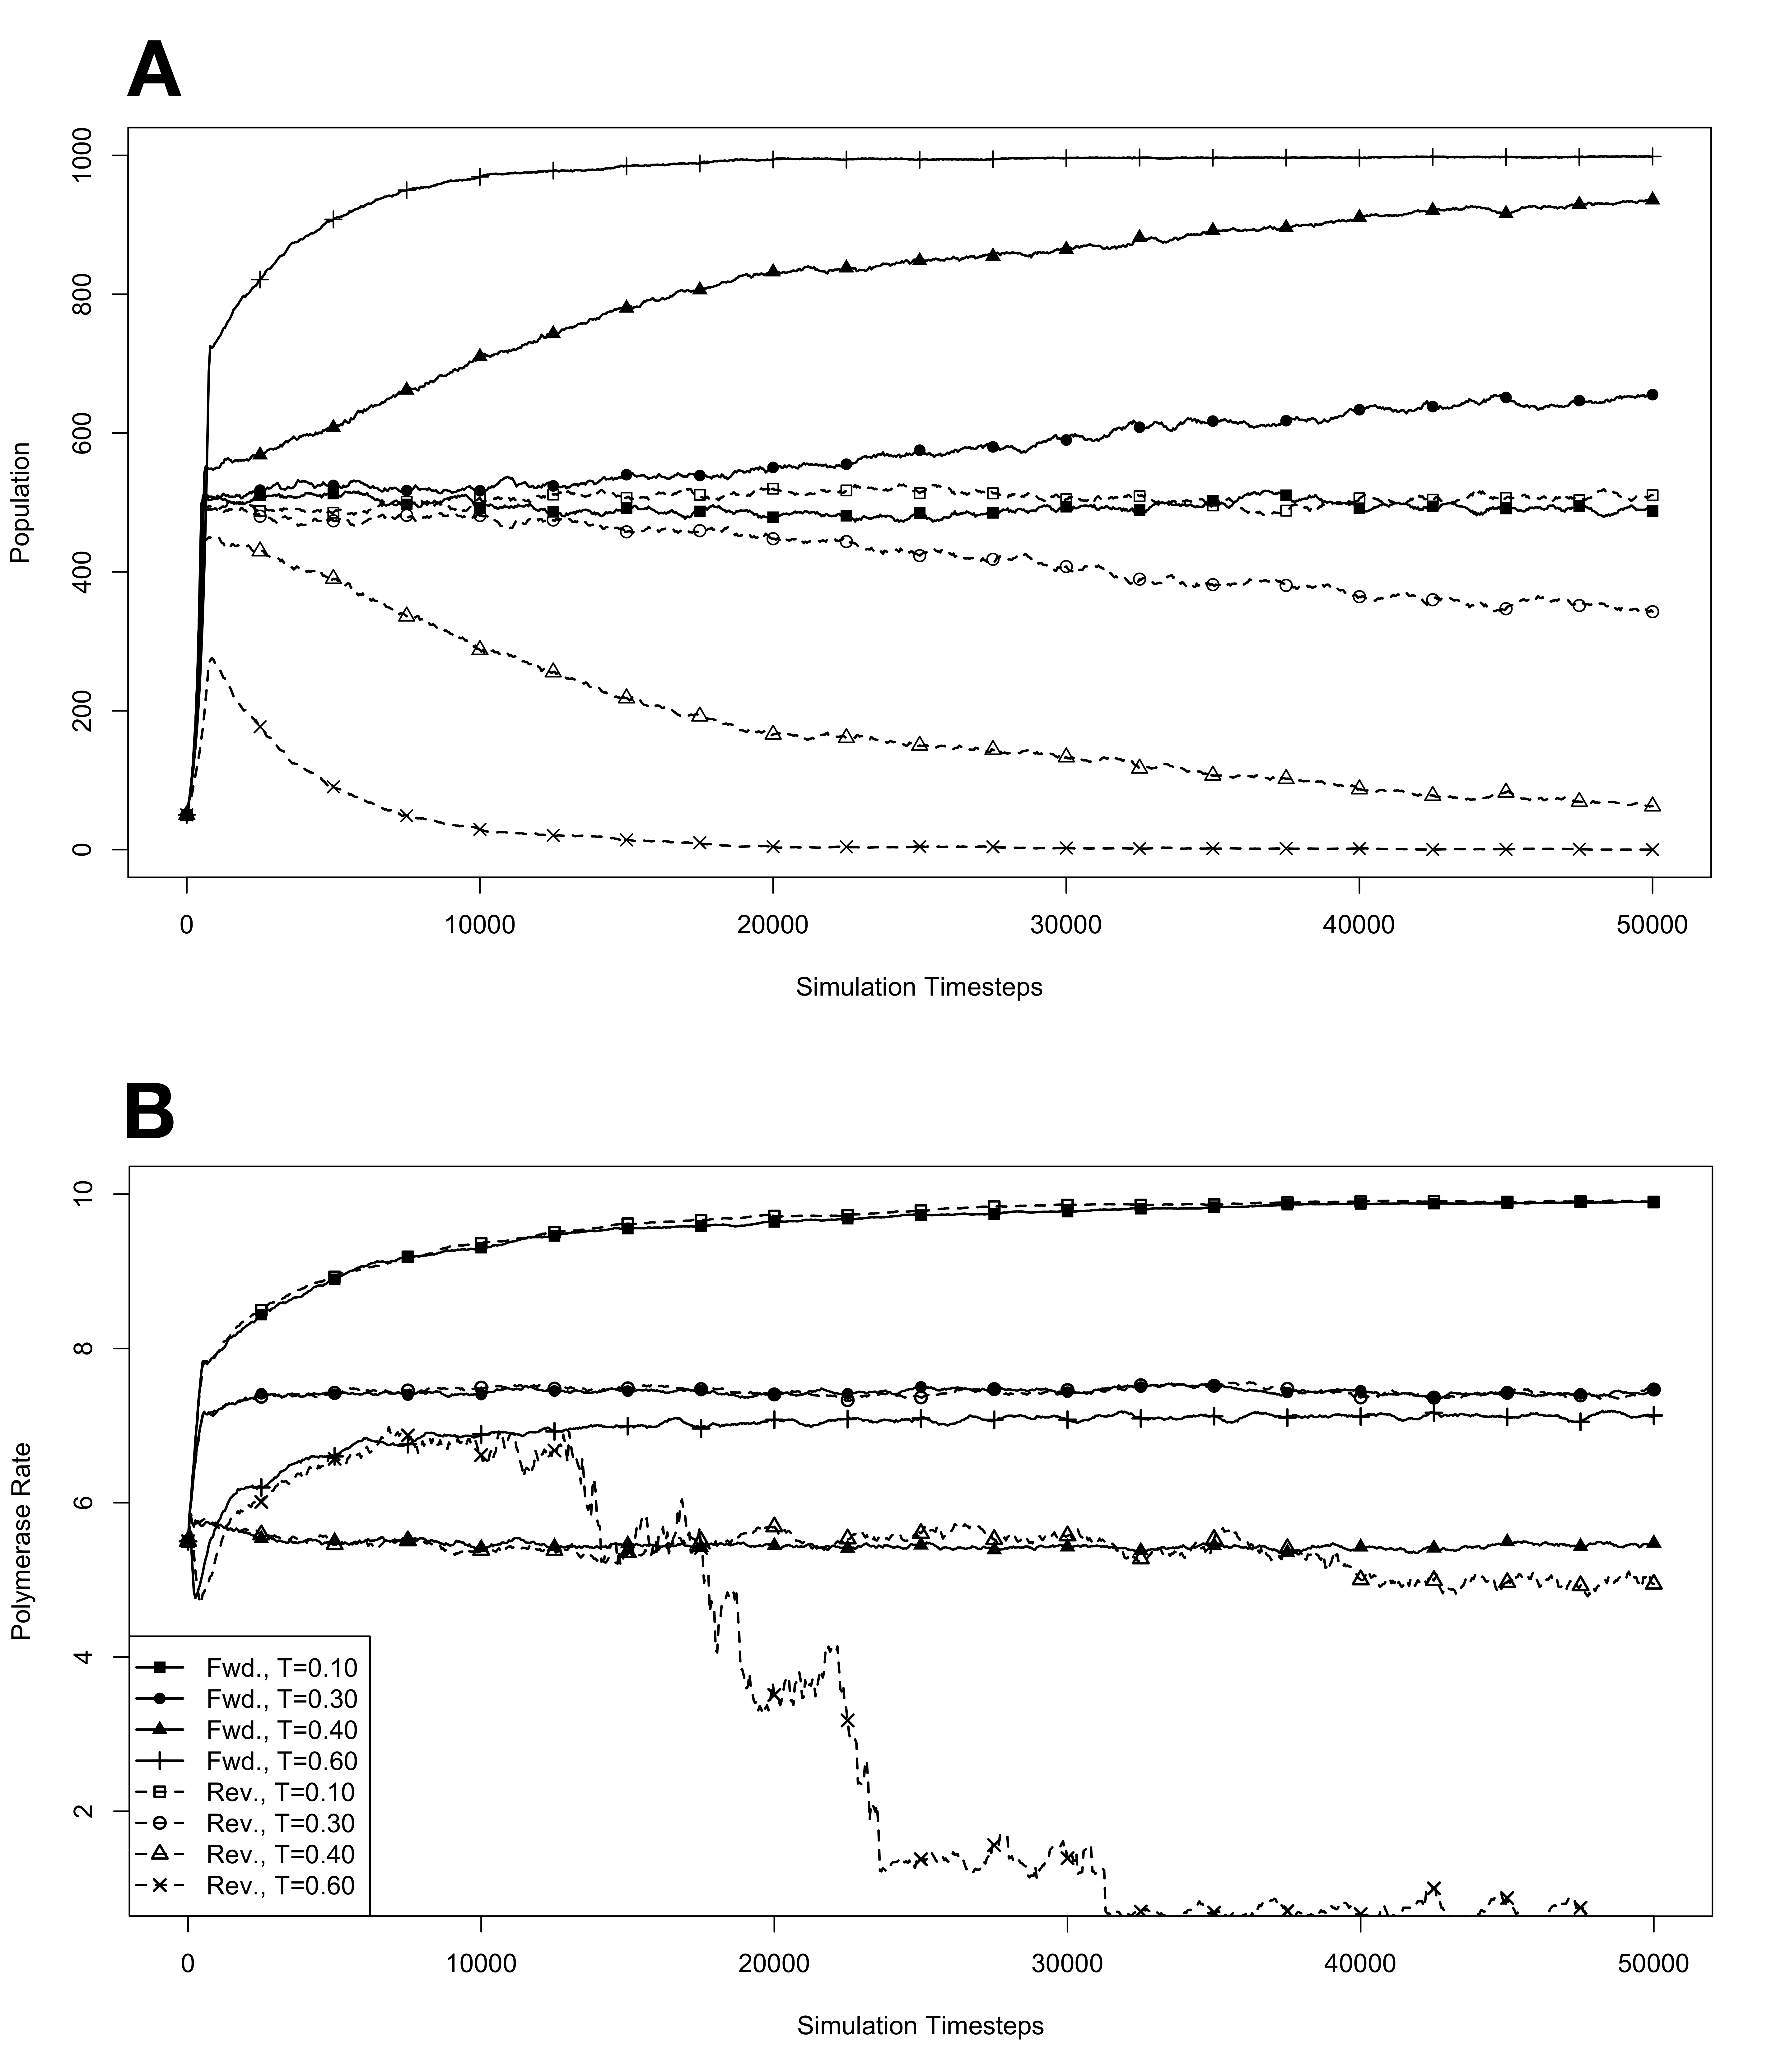 A
1000
800
600
400
200
0
Population
0 10000 20000 30000 40000 50000
Simulation Timesteps
B
10
8
6
4
2
Polymerase Rate
Fwd., T=0.10
Fwd., T=0.30
Fwd., T=0.40
Fwd., T=0.60
Rev., T=0.10
Rev., T=0.30
Rev., T=0.40
Rev., T=0.60
0 10000 20000 30000 40000 50000
Simulation Timesteps